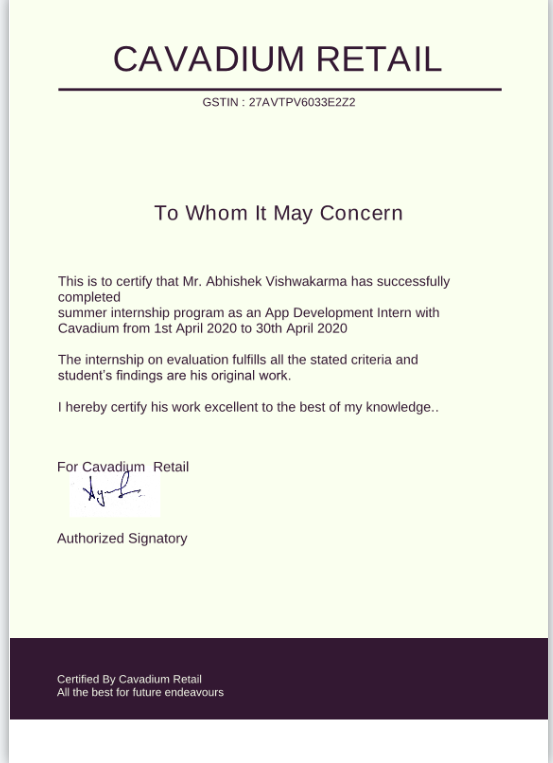 CAVADIUM RETAIL
GSTIN : 27AVTPV6033E2Z2
To Whom It May Concern
This is to certify that Mr. Abhishek Vishwakarma has successfully
completed
summer internship program as an App Development Intern with
Cavadium from 1st April 2020 to 30th April 2020
The internship on evaluation fulfills all the stated criteria and
student’s findings are his original work.
I hereby certify his work excellent to the best of my knowledge..
For Cavadium  Retail
Authorized Signatory
Certified By Cavadium Retail
All the best for future endeavours